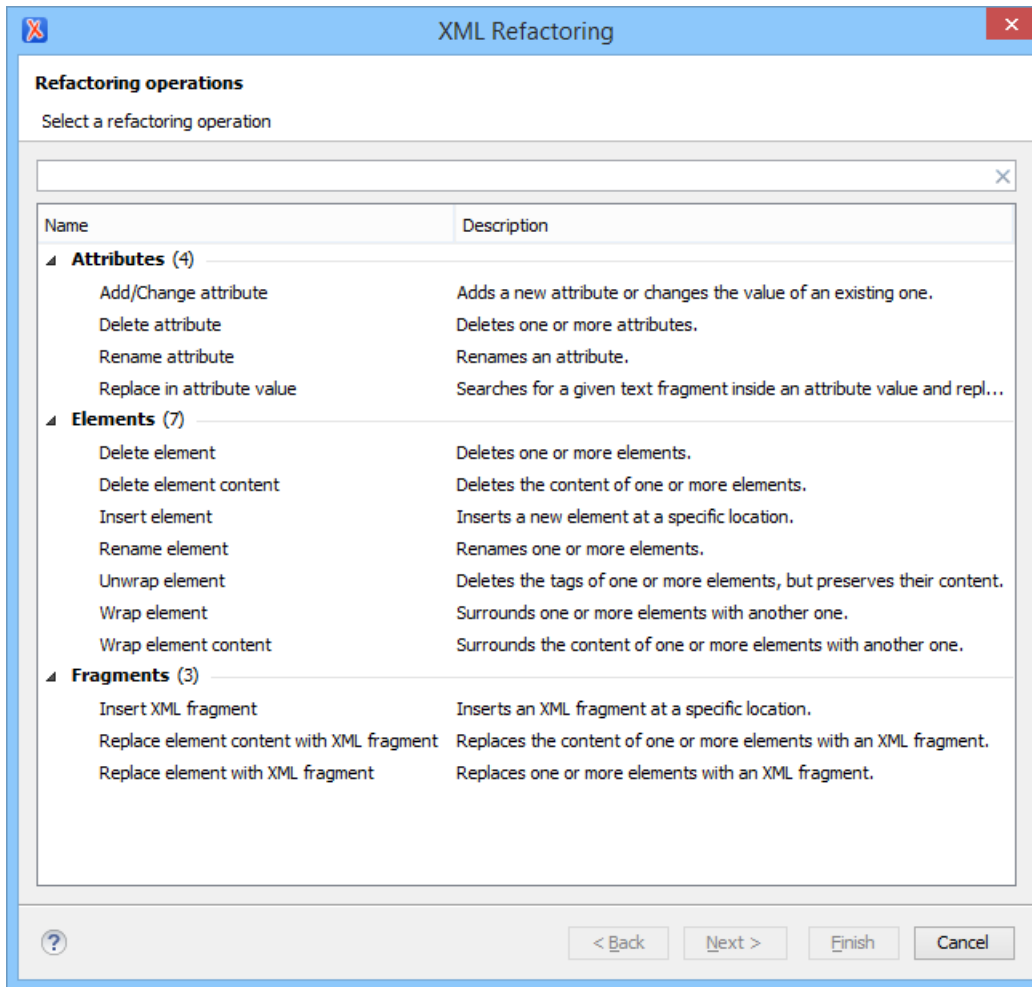 XML Refactoring
Refactoring operations
Select a refactoring operation
Name Description
Attributes (4)
Add/Change attribute Adds a new attribute or changes the value of an existing one.
Delete attribute Deletes one or more attributes.
Rename attribute Renames an attribute.
Replace in attribute value Searches for a given text fragment inside an attribute value and repl...
Elements (7)
Delete element Deletes one or more elements.
Delete element content Deletes the content of one or more elements.
Insert element Inserts a new element at a specific location.
Rename element Renames one or more elements.
Unwrap element Deletes the tags of one or more elements, but preserves their content.
Wrap element Surrounds one or more elements with another one.
Wrap element content Surrounds the content of one or more elements with another one.
Fragments (3)
Insert XML fragment Inserts an XML fragment at a specific location.
Replace element content with XML fragment Replaces the content of one or more elements with an XML fragment.
Replace element with XML fragment Replaces one or more elements with an XML fragment.
? < Back Next > Finish Cancel